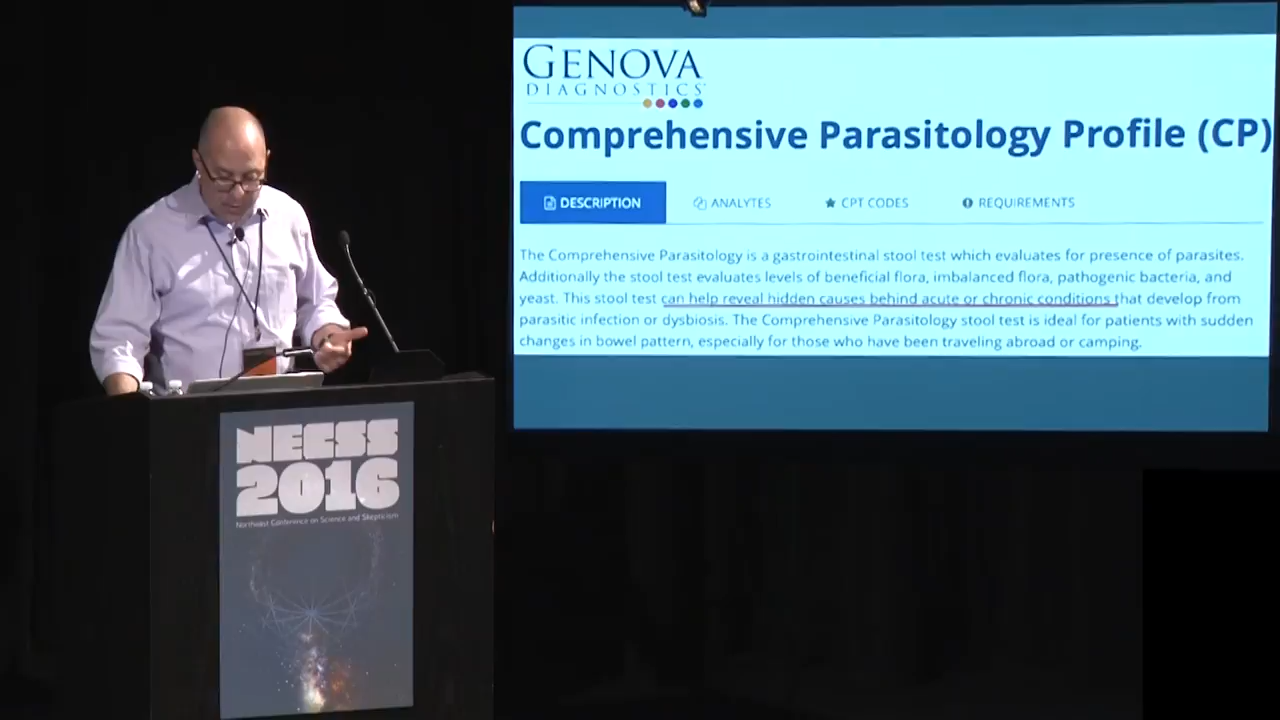 GENOVA
DIAGNOSTICS
Comprehensive Parasitology Profile (CP)
DESCRIPTION
ANALYTES
CPT CODES
REQUIREMENTS
The Comprehensive Parasitology is a gastrointestinal stool test which evaluates for presence of parasites.
Additionally the stool test evaluates levels of beneficial flora, imbalanced flora, pathogenic bacteria, and
yeast. This stool test can help reveal hidden causes behind acute or chronic conditions that develop from
parasitic infection or dysbiosis. The Comprehensive Parasitology stool test is ideal for patients with sudden
changes in bowel pattern, especially for those who have been traveling abroad or camping.
NECSS
2016
Northeast Conference on Science and Skepticism